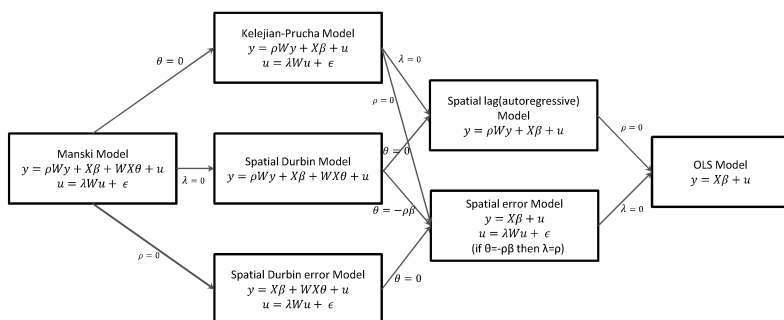 Kelejian-Prucha Model
y = ρWy + Xβ + u
u = λWu + ϵ
θ = 0
λ = 0
ρ = 0
Spatial lag(autoregressive)
Model
y = ρWy + Xβ + u
ρ = 0
Manski Model
y = ρWy + Xβ + WXθ + u
u = λWu + ϵ
λ = 0
Spatial Durbin Model
y = ρWy + Xβ + WXθ + u
θ = 0
θ = −ρβ
OLS Model
y = Xβ + u
Spatial error Model
y = Xβ + u
u = λWu + ϵ
(if θ=-ρβ then λ=ρ)
λ = 0
ρ = 0
Spatial Durbin error Model
y = Xβ + WXθ + u
u = λWu + ϵ
θ = 0